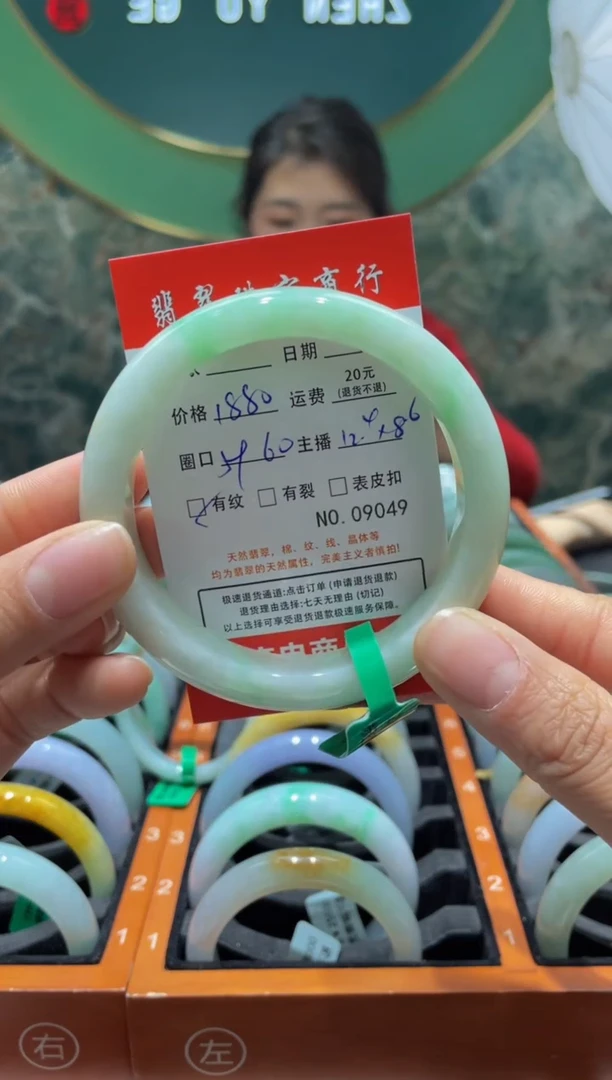 ZHEN YU GE
翡翠 商行
日期
价格 1880 运费 20元 (退货不退)
圈口 60 主播 12.4×8.6
有纹 有裂 表皮扣
NO. 09049
天然翡翠，棉、纹、线、晶体等
均为翡翠的天然属性，完美主义者慎拍！
极速退货通道:点击订单 (申请退货退款)
退货理由选择:七天无理由 (切记)
以上选择可享受退货退款极速服务保障。
电商
3 3 4
2 2 3
1 1 2
1
右 左